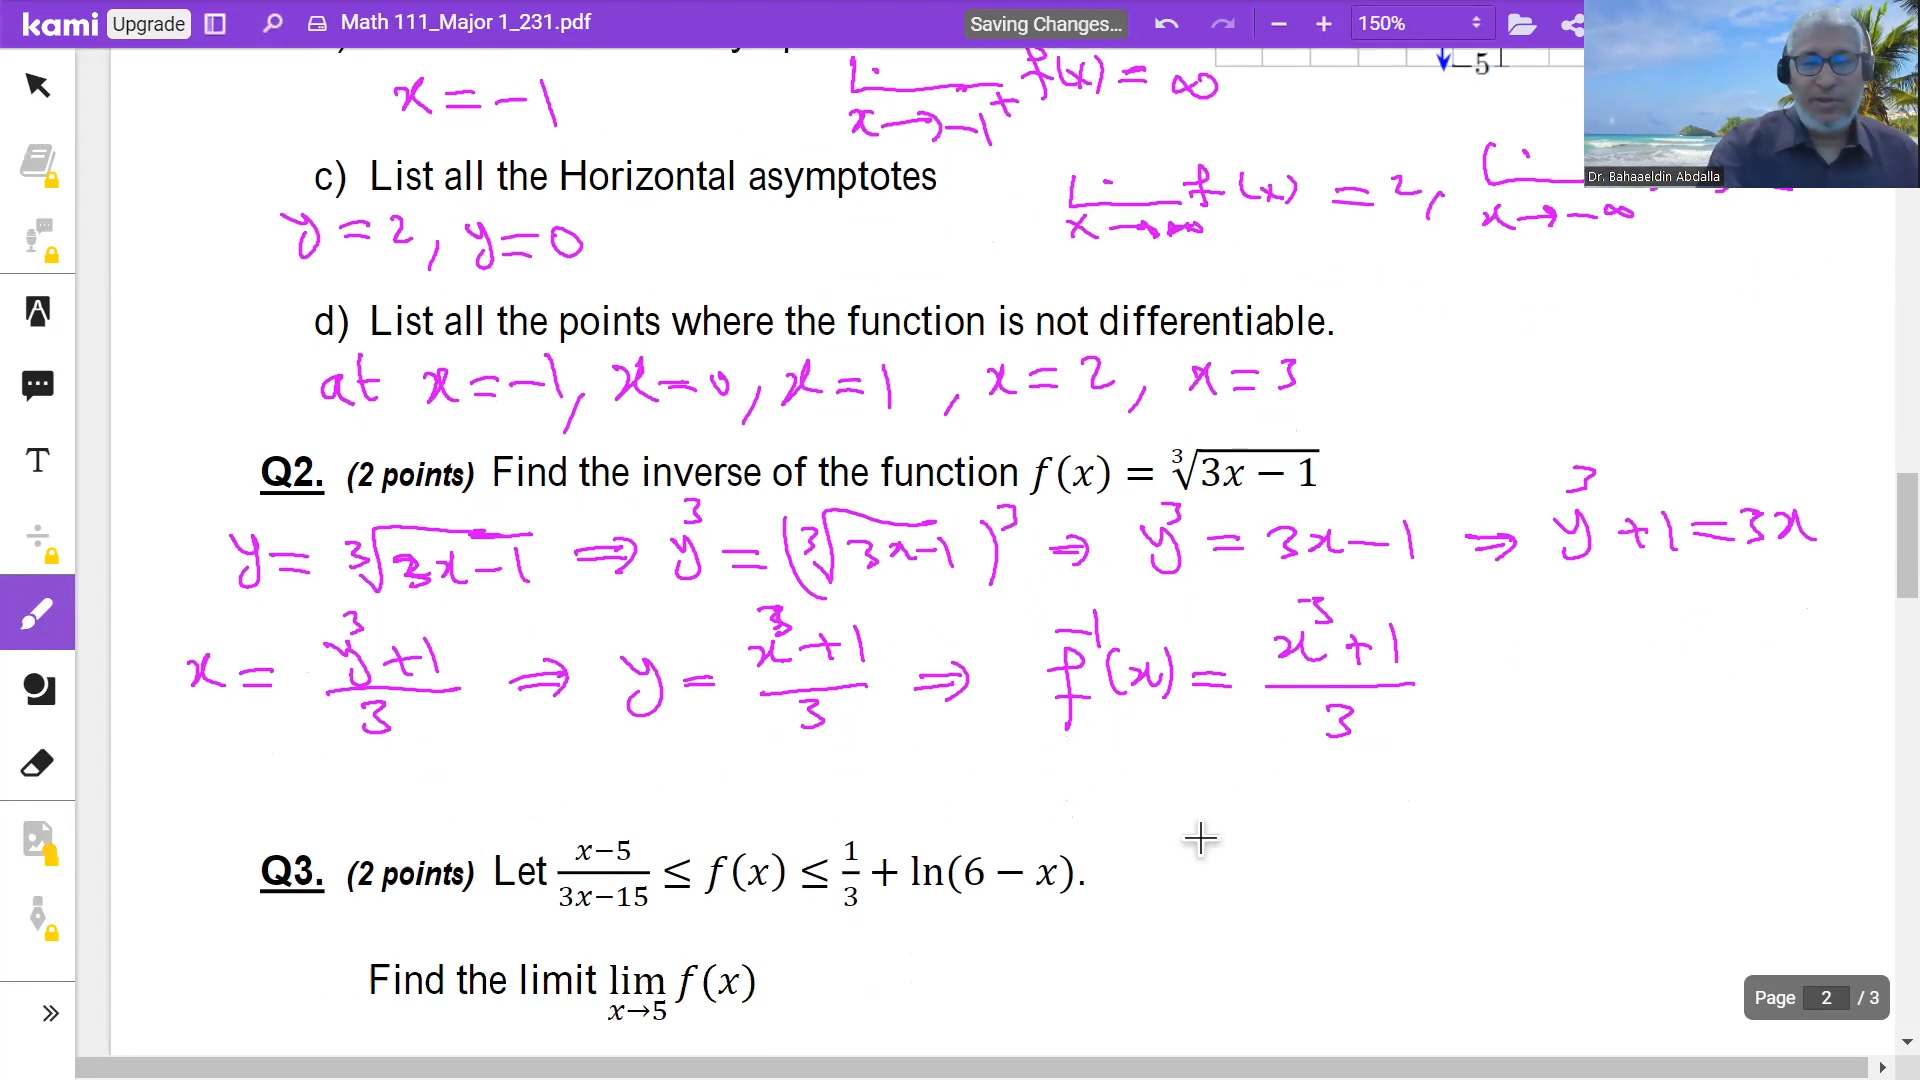 kami Upgrade Math 111_Major 1_231.pdf Saving Changes... 150%
−5
x = −1 lim x→−1⁺ f(x) = ∞
Dr. Bahaaeldin Abdalla
c) List all the Horizontal asymptotes
lim x→∞ f(x) = 2, lim x→−∞
y = 2, y = 0
d) List all the points where the function is not differentiable.
at x = −1, x = 0, x = 1, x = 2, x = 3
Q2. (2 points) Find the inverse of the function f(x) = ∛(3x − 1)
y = ∛(3x−1) ⇒ y³ = (∛(3x−1))³ ⇒ y³ = 3x−1 ⇒ y³+1 = 3x
x = (y³+1)/3 ⇒ y = (x³+1)/3 ⇒ f⁻¹(x) = (x³+1)/3
Q3. (2 points) Let (x−5)/(3x−15) ≤ f(x) ≤ 1/3 + ln(6 − x).
Find the limit lim x→5 f(x)
Page 2 / 3